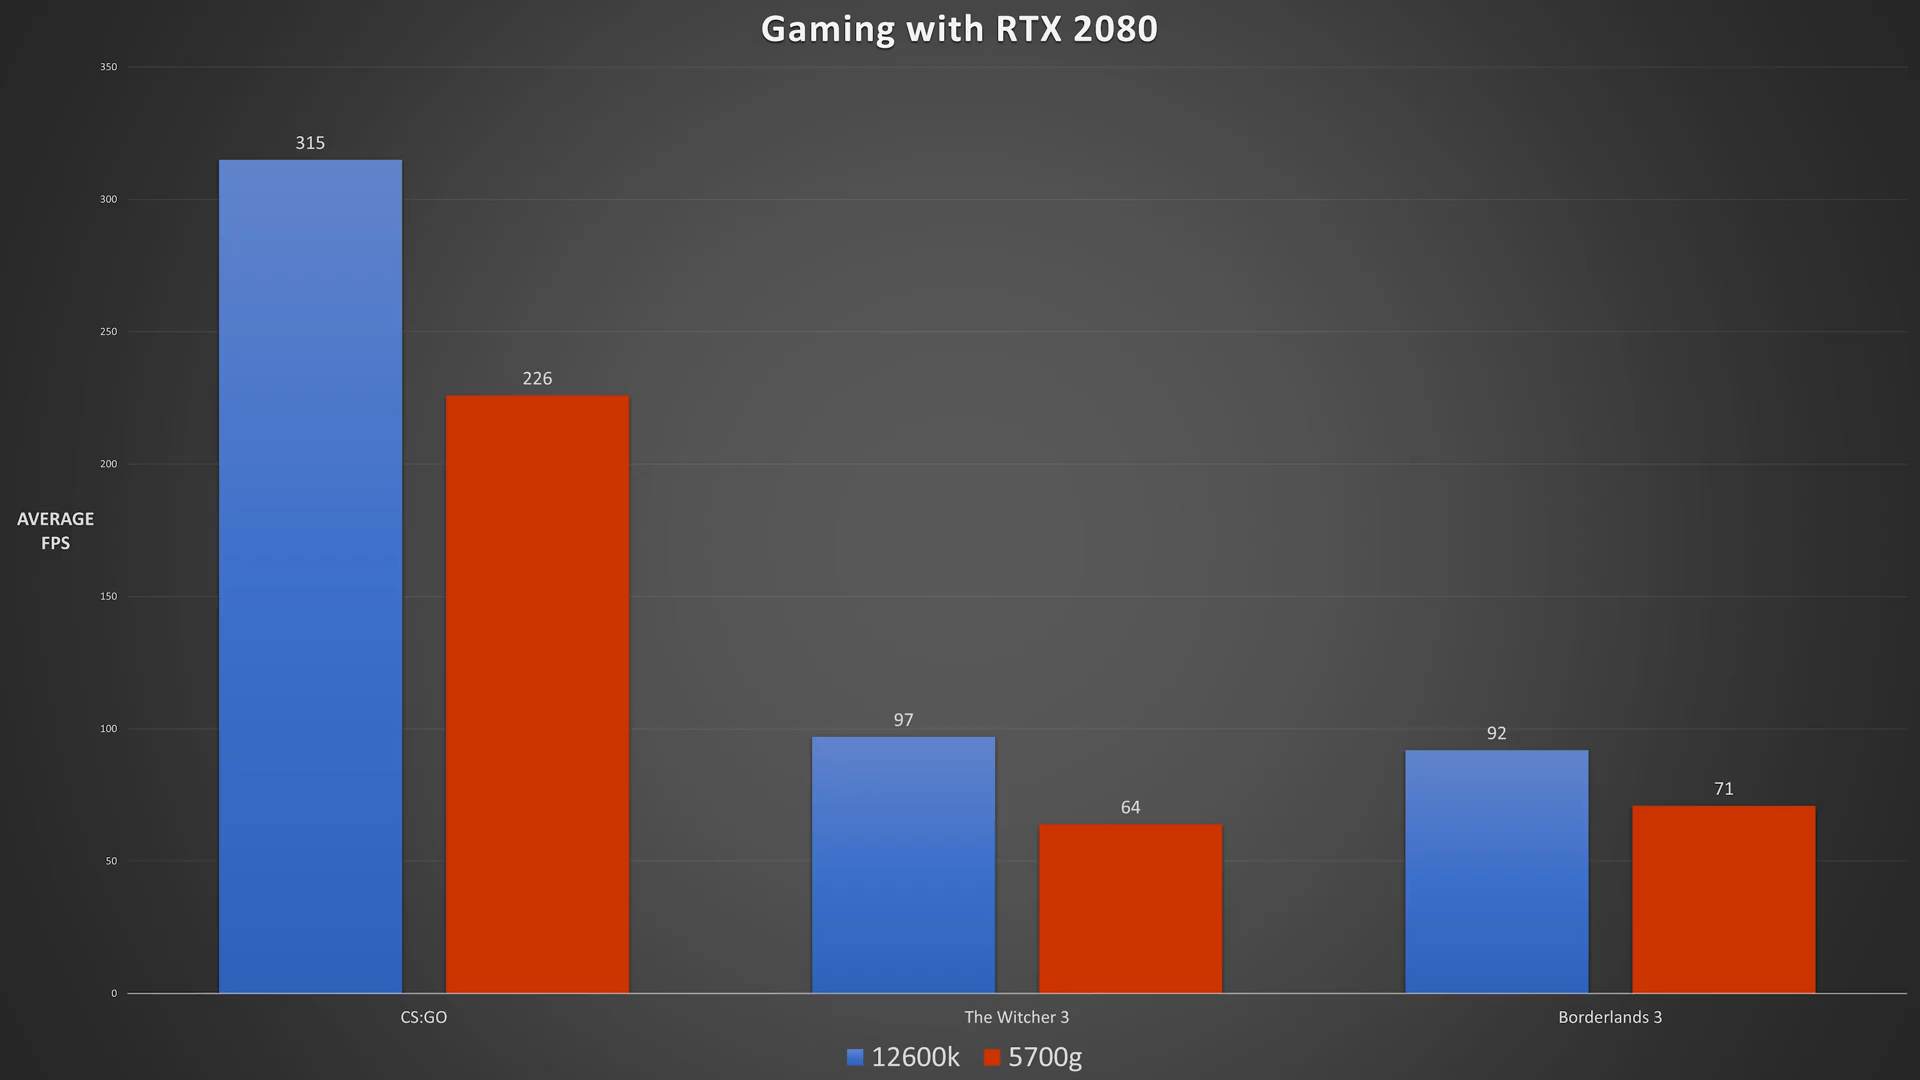 Gaming with RTX 2080
350
300
250
200
150
100
50
0
AVERAGE
FPS
315
226
97
64
92
71
CS:GO
The Witcher 3
Borderlands 3
12600k
5700g